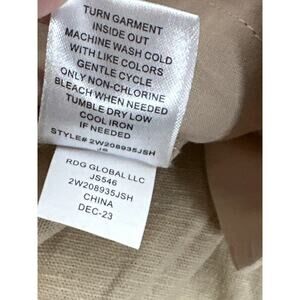 TURN GARMENT
INSIDE OUT
MACHINE WASH COLD
WITH LIKE COLORS
GENTLE CYCLE
ONLY NON-CHLORINE
BLEACH WHEN NEEDED
TUMBLE DRY LOW
COOL IRON
IF NEEDED
STYLE# 2W208935JSH
JS
RDG GLOBAL LLC
JS546
2W208935JSH
CHINA
DEC-23